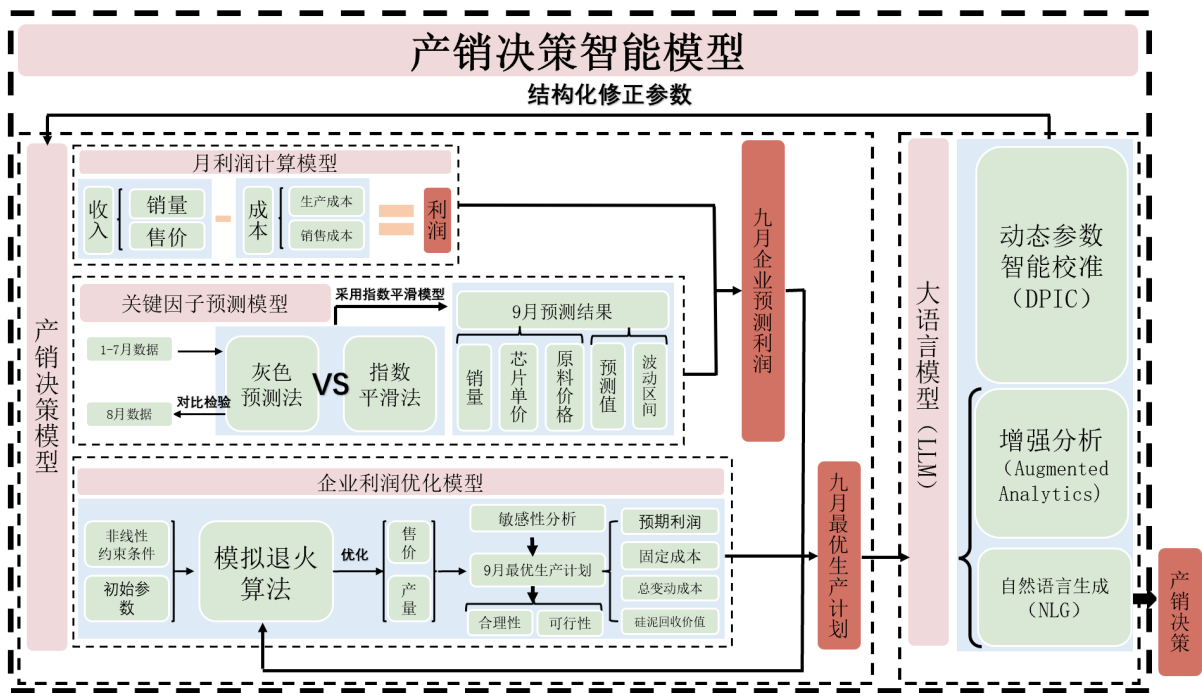 产销决策智能模型
结构化修正参数
产销决策模型
月利润计算模型
收入
销量
售价
成本
生产成本
销售成本
利润
关键因子预测模型
采用指数平滑模型
1-7月数据
8月数据
对比检验
灰色
预测法
VS
指数
平滑法
9月预测结果
销量
芯片单价
原料价格
预测值
波动区间
企业利润优化模型
非线性
约束条件
初始参
数
模拟退火
算法
优化
售价
产量
敏感性分析
9月最优生产计划
合理性
可行性
预期利润
固定成本
总变动成本
硅泥回收价值
九月企业预测利润
九月最优生产计划
大语言模型（LLM）
动态参数
智能校准
（DPIC）
增强分析
（Augmented
Analytics)
自然语言生成
（NLG）
产销决策